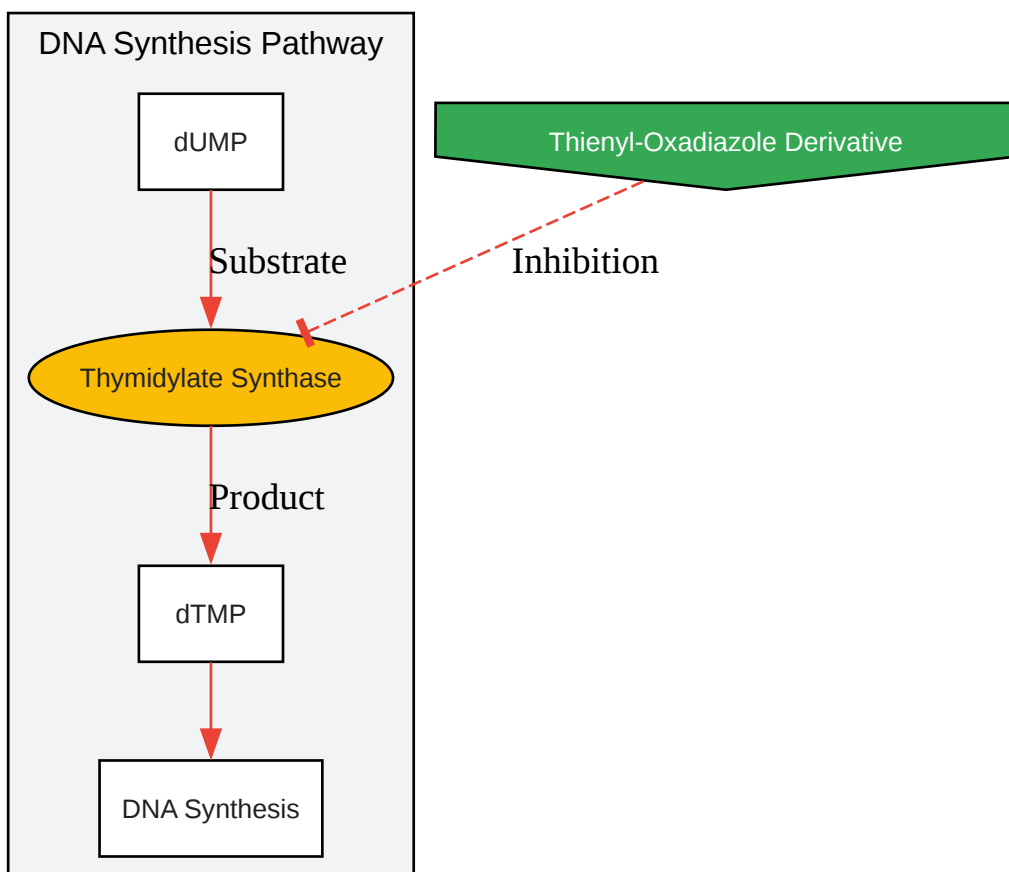 DNA Synthesis Pathway
dUMP
Thienyl-Oxadiazole Derivative
Substrate
Inhibition
Thymidylate Synthase
Product
dTMP
DNA Synthesis